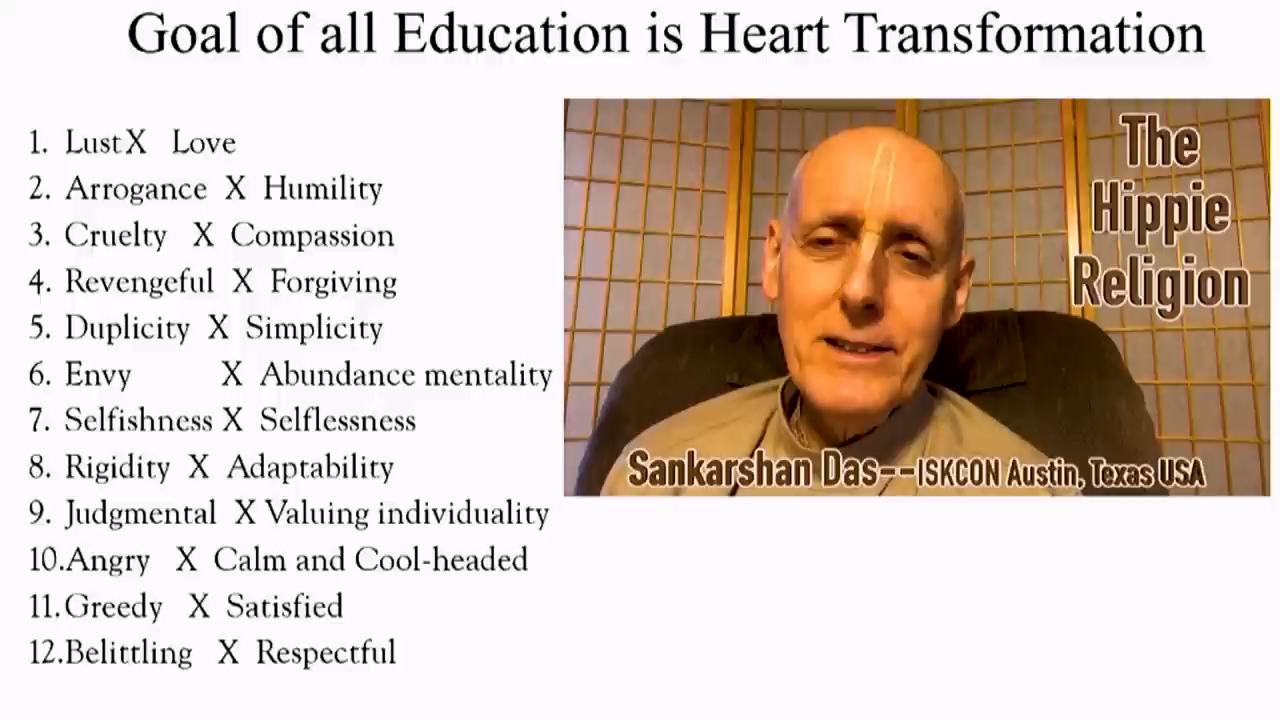 Goal of all Education is Heart Transformation
1. Lust X Love
2. Arrogance X Humility
3. Cruelty X Compassion
4. Revengeful X Forgiving
5. Duplicity X Simplicity
6. Envy X Abundance mentality
7. Selfishness X Selflessness
8. Rigidity X Adaptability
9. Judgmental X Valuing individuality
10. Angry X Calm and Cool-headed
11. Greedy X Satisfied
12. Belittling X Respectful
The
Hippie
Religion
Sankarshan Das--ISKCON Austin, Texas USA